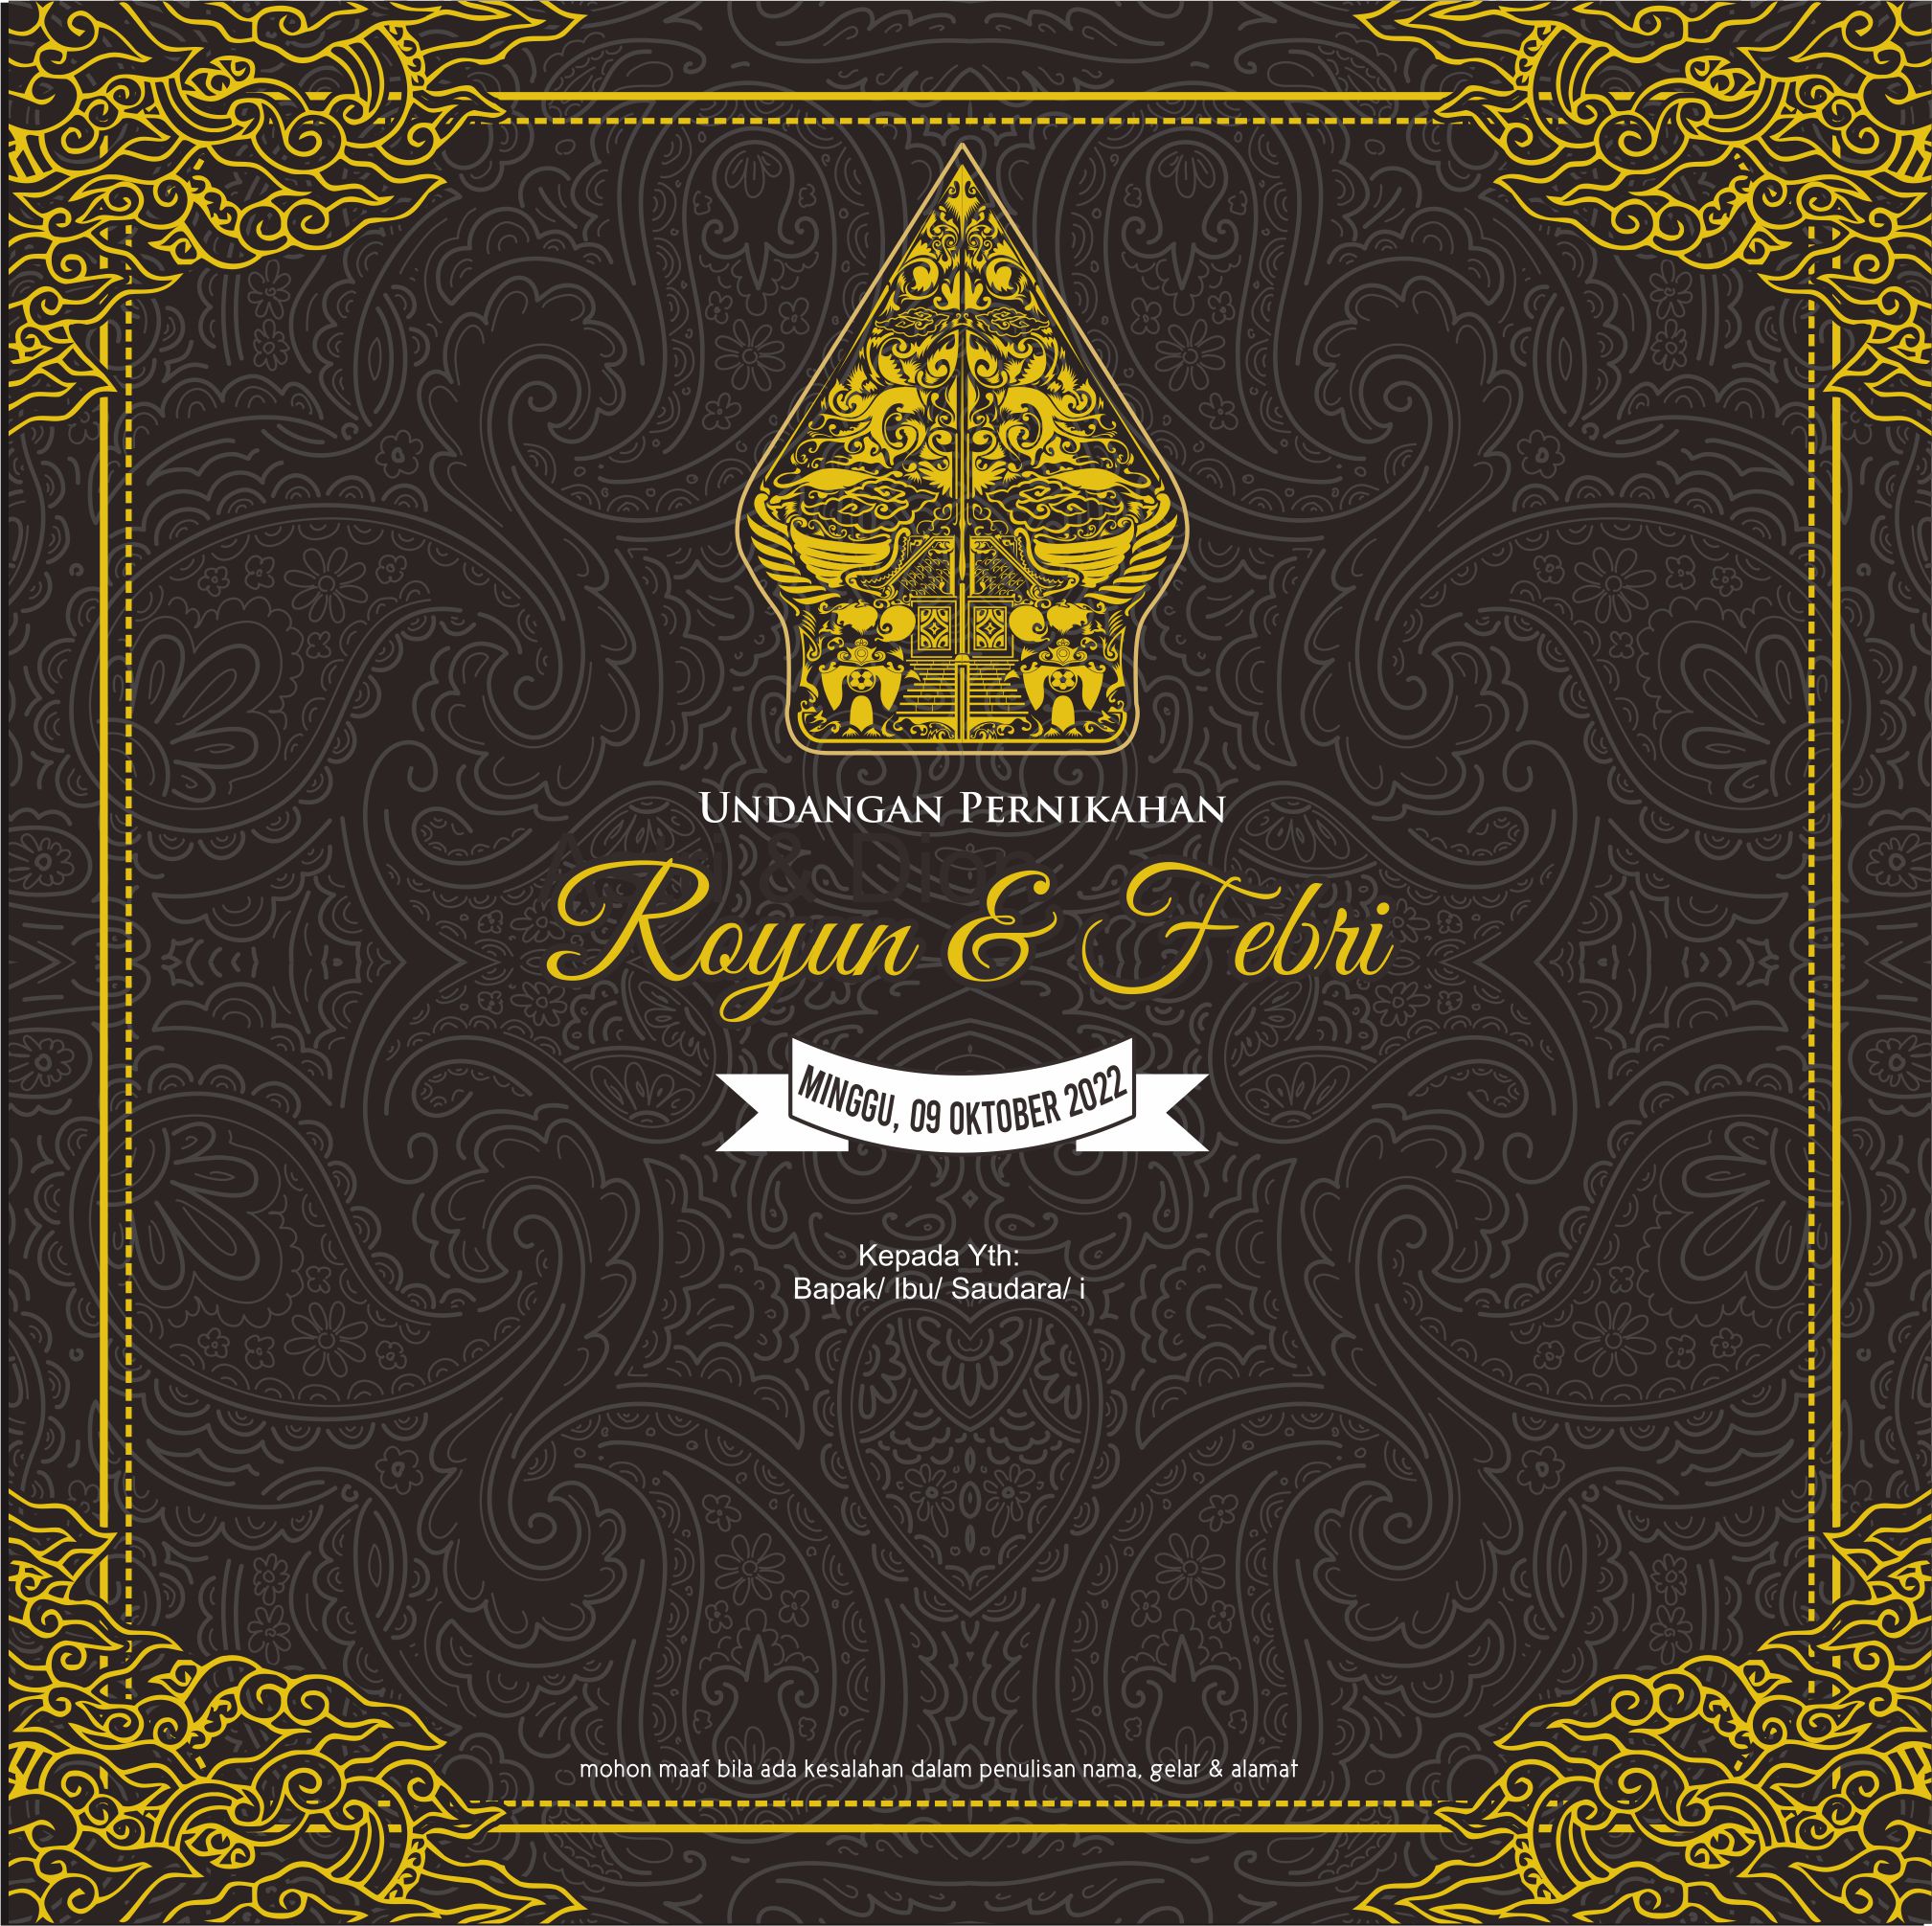 UNDANGAN PERNIKAHAN
Royun & Febri
MINGGU, 09 OKTOBER 2022
Kepada Yth:
Bapak/ Ibu/ Saudara/ i
mohon maaf bila ada kesalahan dalam penulisan nama, gelar & alamat